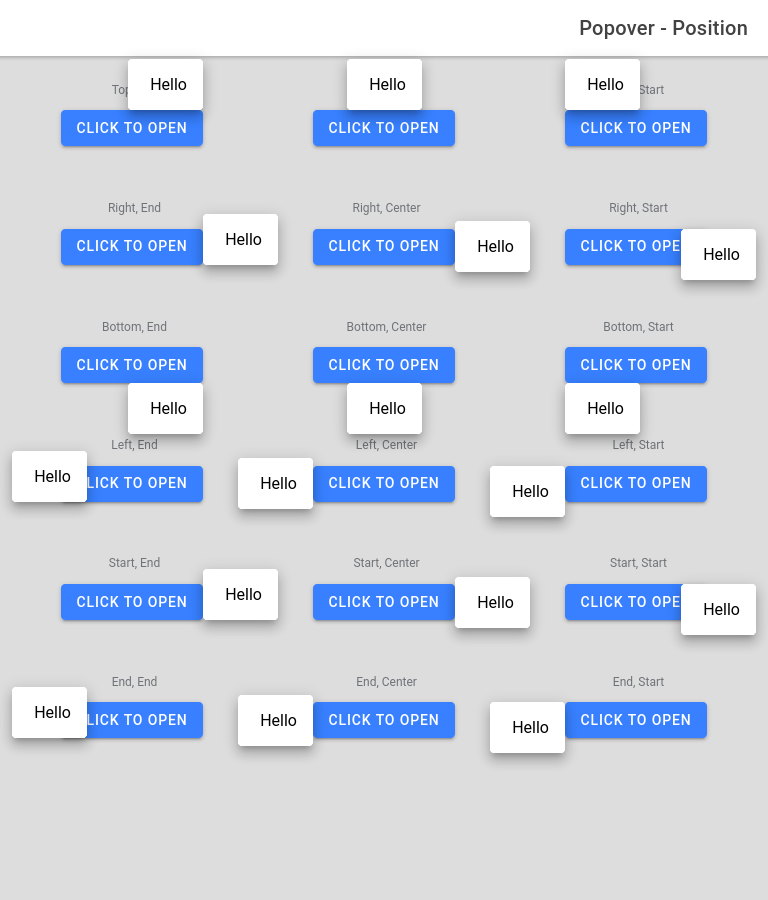 Popover - Position
Top
Hello
Hello
Hello
Start
CLICK TO OPEN
CLICK TO OPEN
CLICK TO OPEN
Right, End
Right, Center
Right, Start
CLICK TO OPEN
Hello
CLICK TO OPEN
Hello
CLICK TO OPE
Hello
Bottom, End
Bottom, Center
Bottom, Start
CLICK TO OPEN
CLICK TO OPEN
CLICK TO OPEN
Hello
Hello
Hello
Left, End
Left, Center
Left, Start
Hello
LICK TO OPEN
Hello
CLICK TO OPEN
Hello
CLICK TO OPEN
Start, End
Start, Center
Start, Start
CLICK TO OPEN
Hello
CLICK TO OPEN
Hello
CLICK TO OPE
Hello
End, End
End, Center
End, Start
Hello
LICK TO OPEN
Hello
CLICK TO OPEN
Hello
CLICK TO OPEN